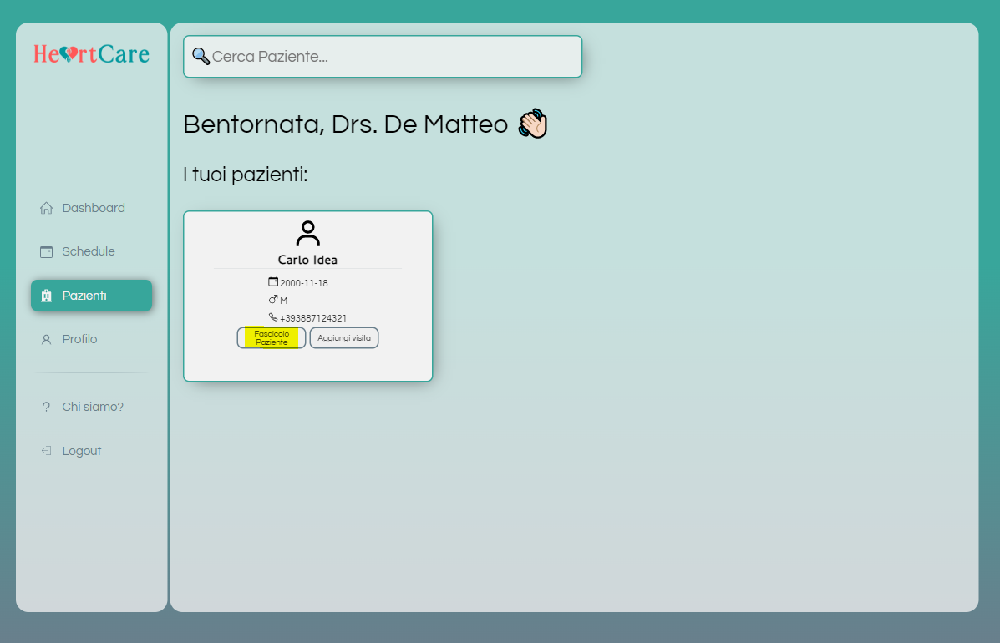 HeartCare
Cerca Paziente...
Bentornata, Drs. De Matteo
I tuoi pazienti:
Dashboard
Schedule
Pazienti
Profilo
Chi siamo?
Logout
Carlo Idea
2000-11-18
M
+393887124321
Fascicolo
Paziente
Aggiungi visita